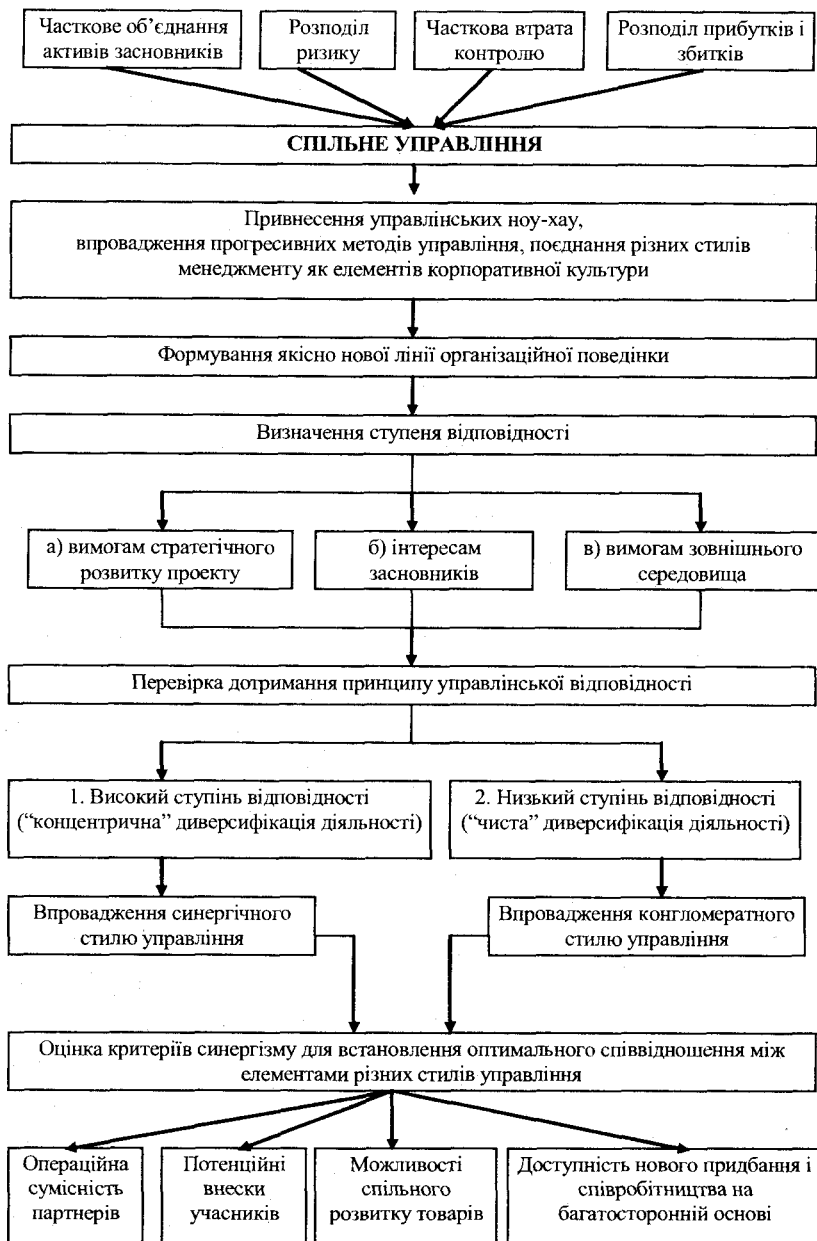 Часткове об’єднання
активів засновників
Розподіл
ризику
Часткова втрата
контролю
Розподіл прибутків і
збитків
СПІЛЬНЕ УПРАВЛІННЯ
Привнесення управлінських ноу-хау,
впровадження прогресивних методів управління, поєднання різних стилів
менеджменту як елементів корпоративної культури
Формування якісно нової лінії організаційної поведінки
Визначення ступеня відповідності
а) вимогам стратегічного
розвитку проекту
б) інтересам
засновників
в) вимогам зовнішнього
середовища
Перевірка дотримання принципу управлінської відповідності
1. Високий ступінь відповідності
(“концентрична” диверсифікація діяльності)
2. Низький ступінь відповідності
(“чиста” диверсифікація діяльності)
Впровадження синергічного
стилю управління
Впровадження конгломератного
стилю управління
Оцінка критеріїв синергізму для встановлення оптимального співвідношення між
елементами різних стилів управління
Операційна
сумісність
партнерів
Потенційні
внески
учасників
Можливості
спільного
розвитку товарів
Доступність нового придбання і
співробітництва на
багатосторонній основі